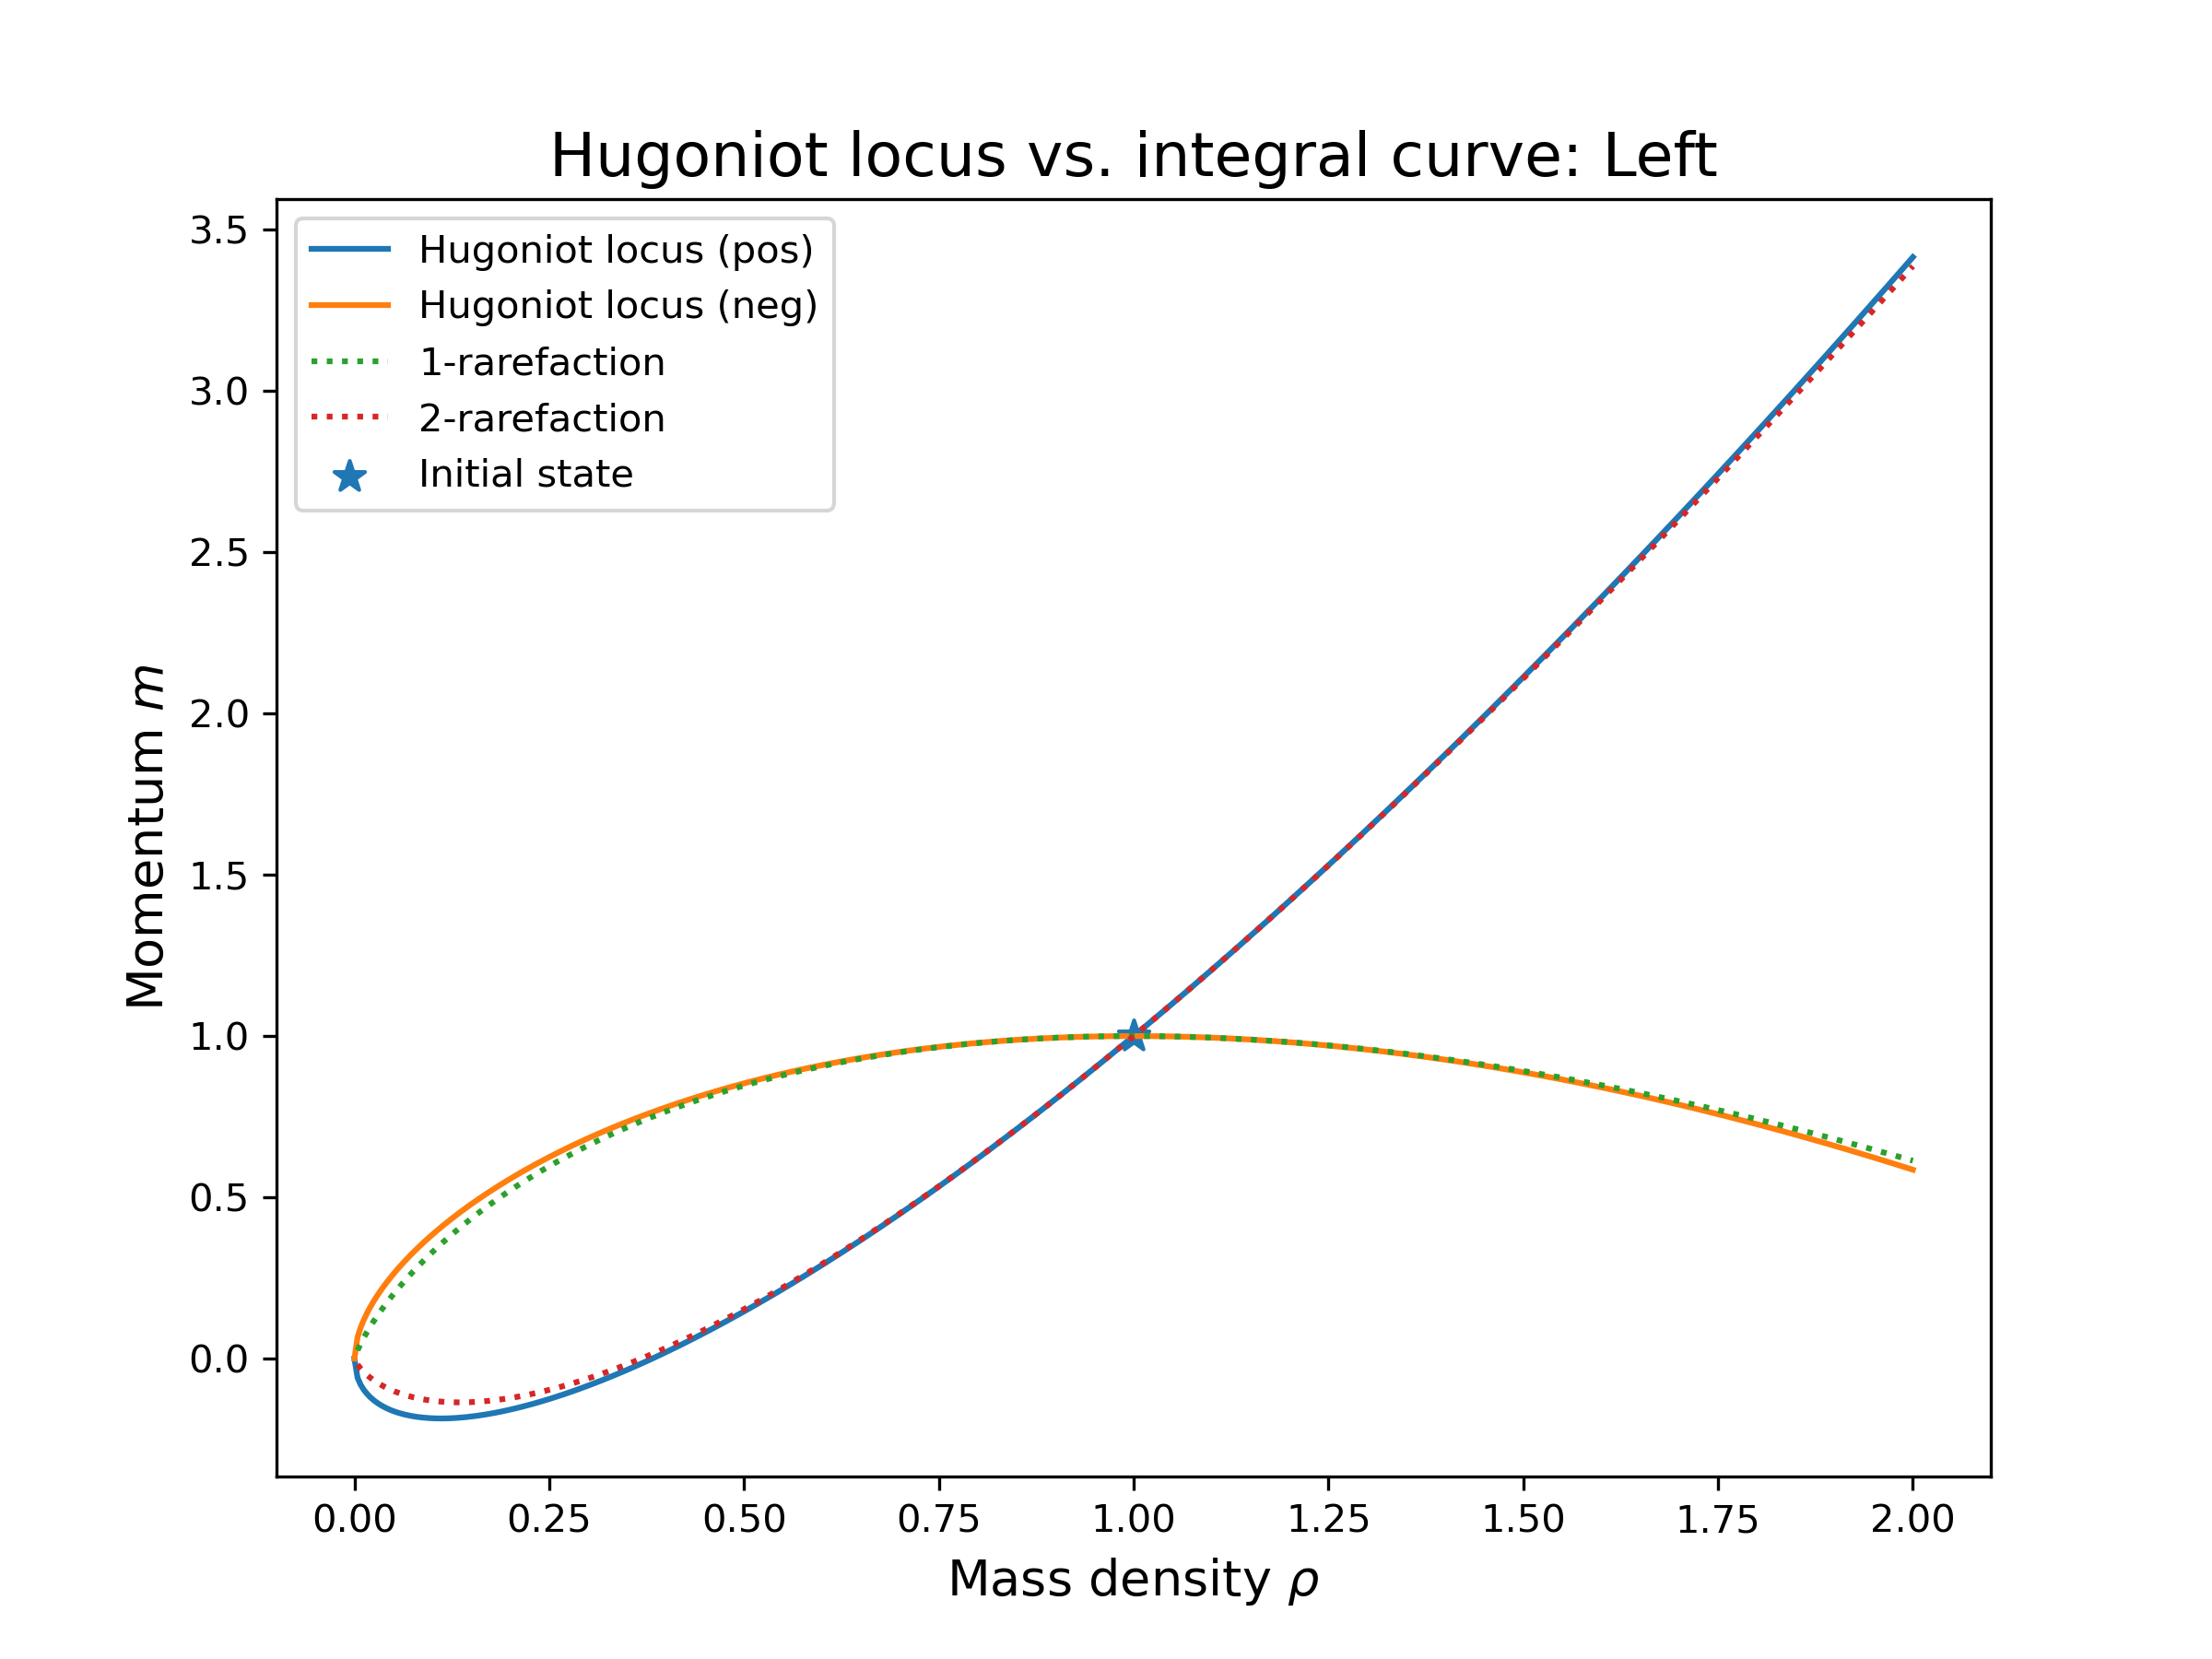 Hugoniot locus vs. integral curve: Left
3.5
3.0
2.5
2.0
1.5
1.0
0.5
0.0
Momentum m
Hugoniot locus (pos)
Hugoniot locus (neg)
1-rarefaction
2-rarefaction
Initial state
0.00 0.25 0.50 0.75 1.00 1.25 1.50 1.75 2.00
Mass density ρ